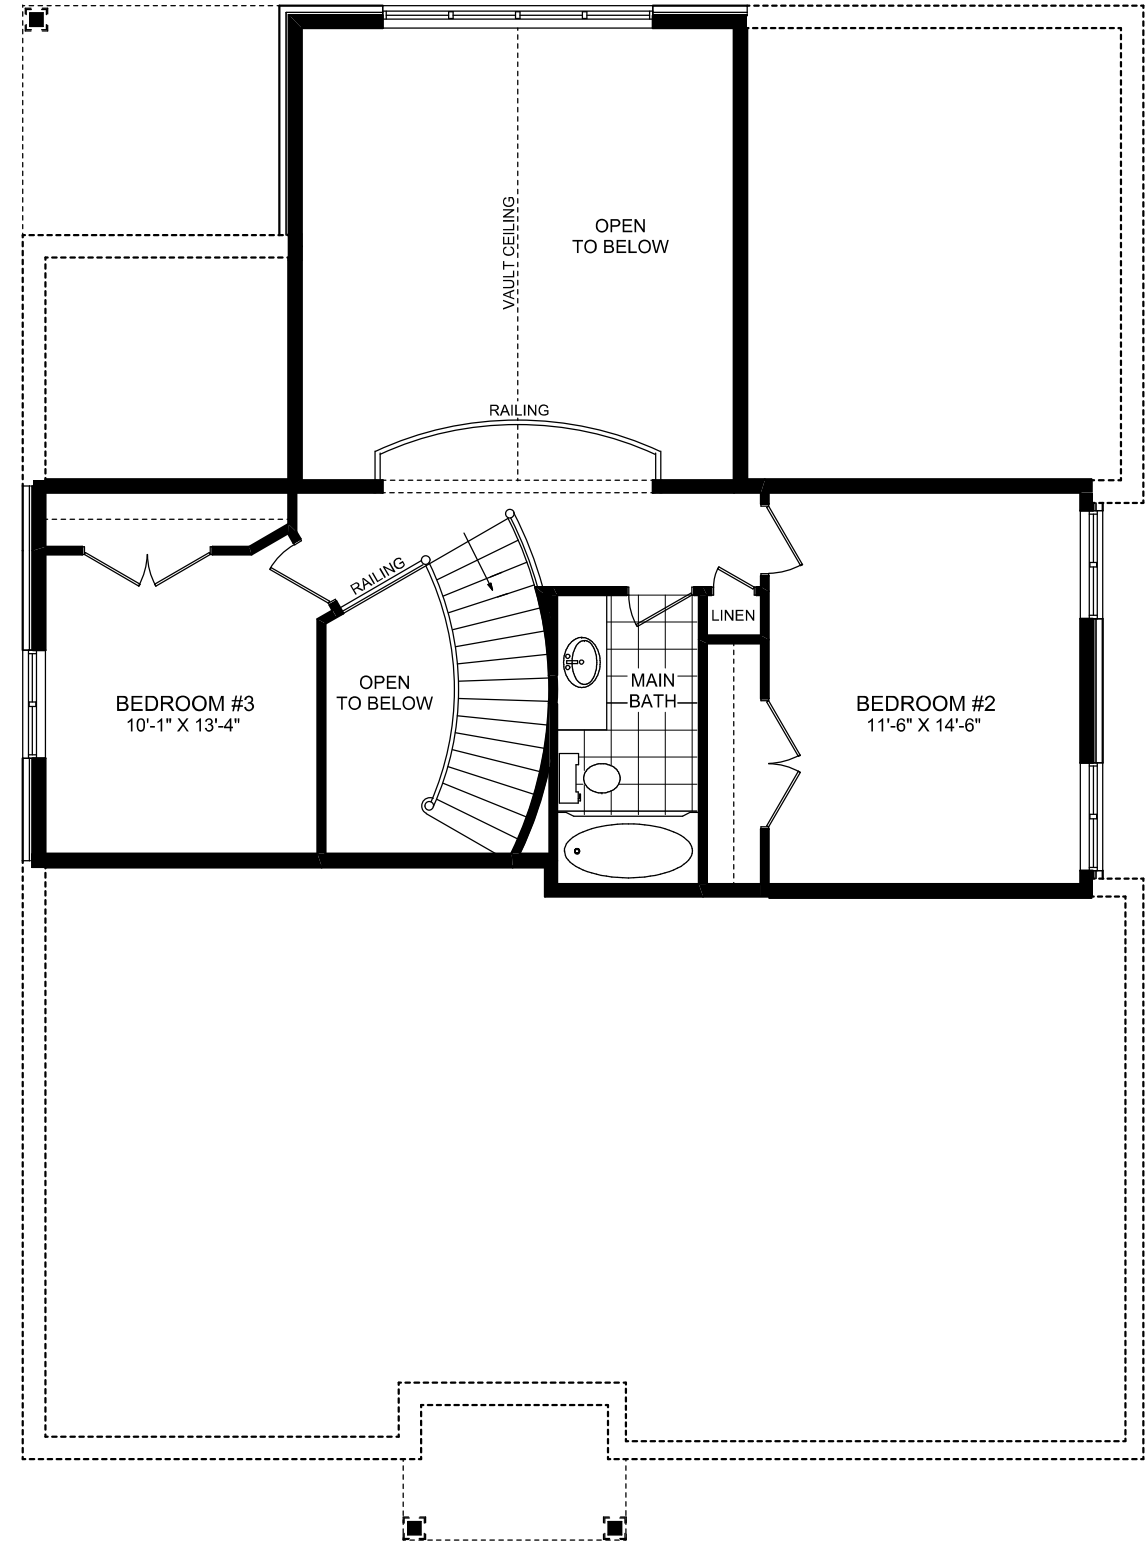 VAULT CEILING
OPEN
TO BELOW
RAILING
RAILING
LINEN
OPEN
TO BELOW
MAIN
BATH
BEDROOM #3
10'-1" X 13'-4"
BEDROOM #2
11'-6" X 14'-6"